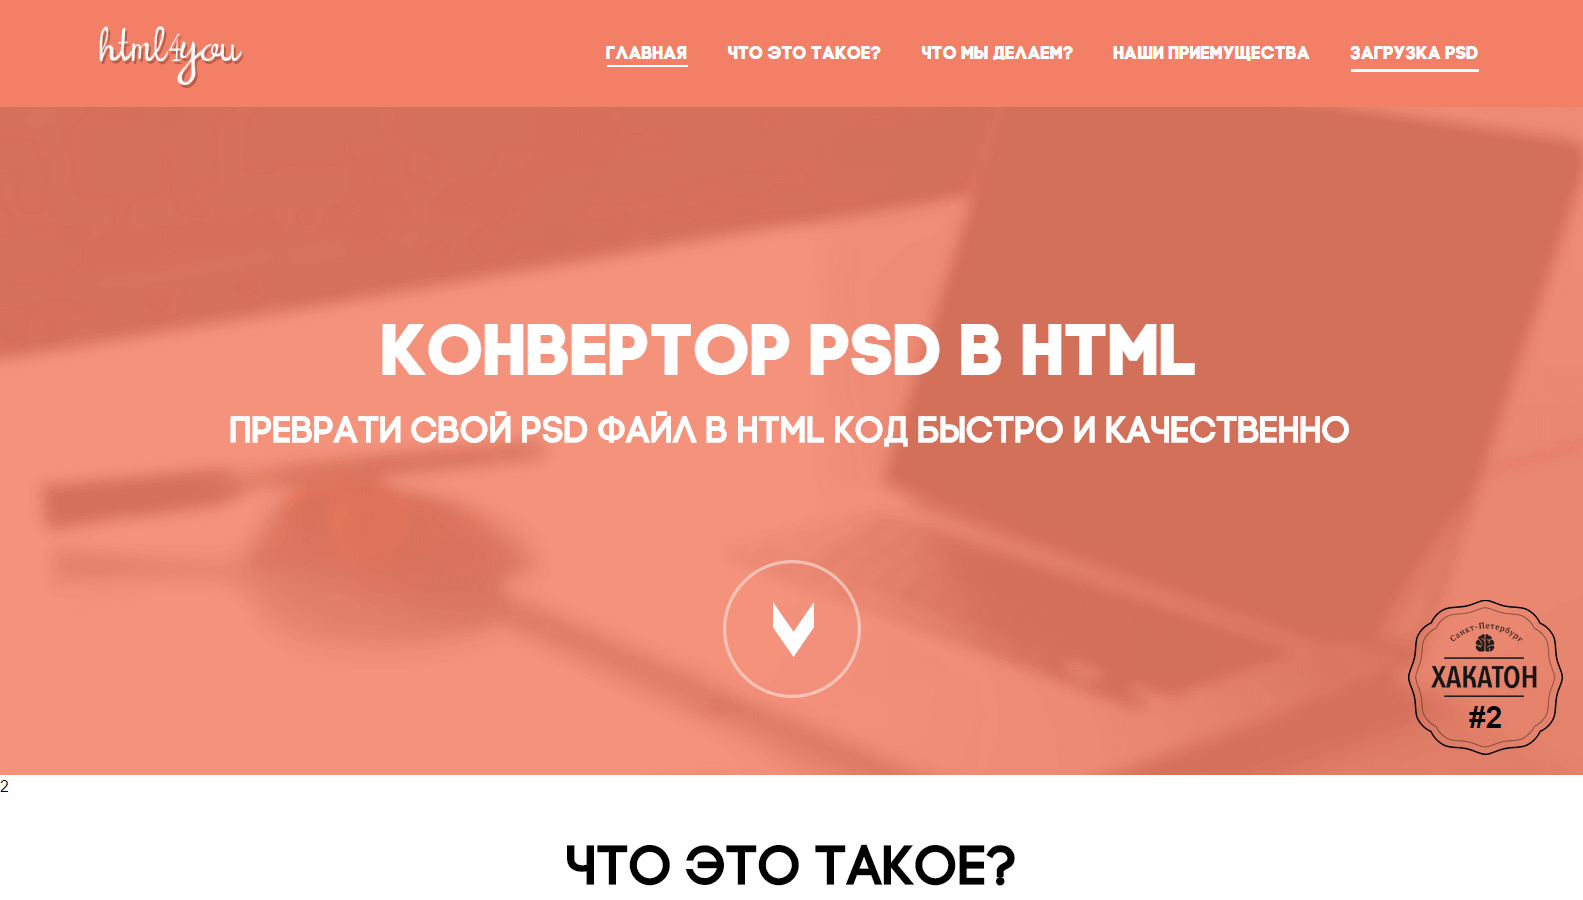 html4you
ГЛАВНАЯ
ЧТО ЭТО ТАКОЕ?
ЧТО МЫ ДЕЛАЕМ?
НАШИ ПРИЕМУЩЕСТВА
ЗАГРУЗКА PSD
КОНВЕРТОР PSD В HTML
ПРЕВРАТИ СВОЙ PSD ФАЙЛ В HTML КОД БЫСТРО И КАЧЕСТВЕННО
Санкт-Петербург
ХАКАТОН
#2
2
ЧТО ЭТО ТАКОЕ?